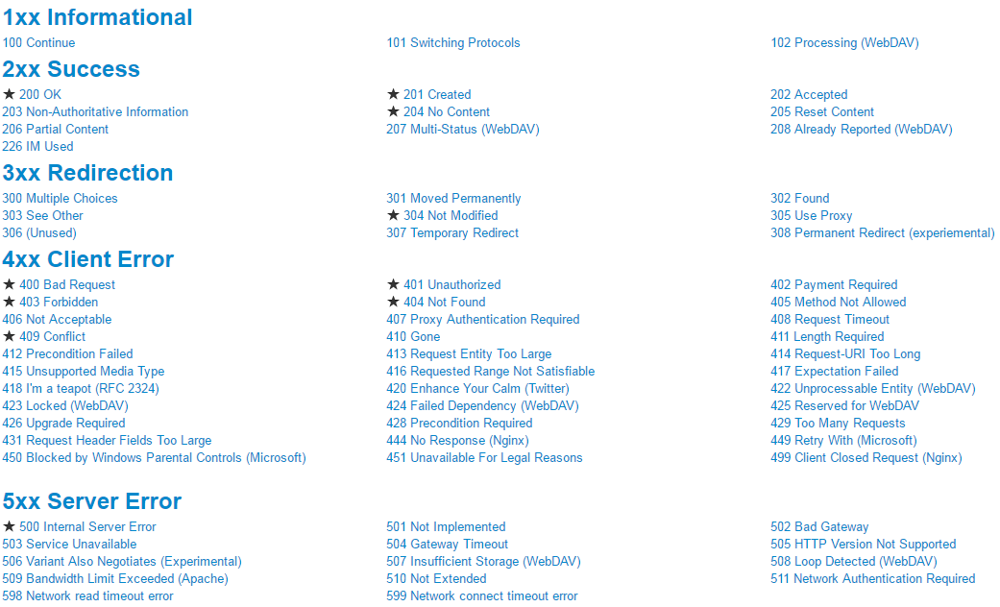 1xx Informational
100 Continue 101 Switching Protocols 102 Processing (WebDAV)
2xx Success
★ 200 OK ★ 201 Created 202 Accepted
203 Non-Authoritative Information ★ 204 No Content 205 Reset Content
206 Partial Content 207 Multi-Status (WebDAV) 208 Already Reported (WebDAV)
226 IM Used
3xx Redirection
300 Multiple Choices 301 Moved Permanently 302 Found
303 See Other ★ 304 Not Modified 305 Use Proxy
306 (Unused) 307 Temporary Redirect 308 Permanent Redirect (experiemental)
4xx Client Error
★ 400 Bad Request ★ 401 Unauthorized 402 Payment Required
★ 403 Forbidden ★ 404 Not Found 405 Method Not Allowed
406 Not Acceptable 407 Proxy Authentication Required 408 Request Timeout
★ 409 Conflict 410 Gone 411 Length Required
412 Precondition Failed 413 Request Entity Too Large 414 Request-URI Too Long
415 Unsupported Media Type 416 Requested Range Not Satisfiable 417 Expectation Failed
418 I'm a teapot (RFC 2324) 420 Enhance Your Calm (Twitter) 422 Unprocessable Entity (WebDAV)
423 Locked (WebDAV) 424 Failed Dependency (WebDAV) 425 Reserved for WebDAV
426 Upgrade Required 428 Precondition Required 429 Too Many Requests
431 Request Header Fields Too Large 444 No Response (Nginx) 449 Retry With (Microsoft)
450 Blocked by Windows Parental Controls (Microsoft) 451 Unavailable For Legal Reasons 499 Client Closed Request (Nginx)
5xx Server Error
★ 500 Internal Server Error 501 Not Implemented 502 Bad Gateway
503 Service Unavailable 504 Gateway Timeout 505 HTTP Version Not Supported
506 Variant Also Negotiates (Experimental) 507 Insufficient Storage (WebDAV) 508 Loop Detected (WebDAV)
509 Bandwidth Limit Exceeded (Apache) 510 Not Extended 511 Network Authentication Required
598 Network read timeout error 599 Network connect timeout error